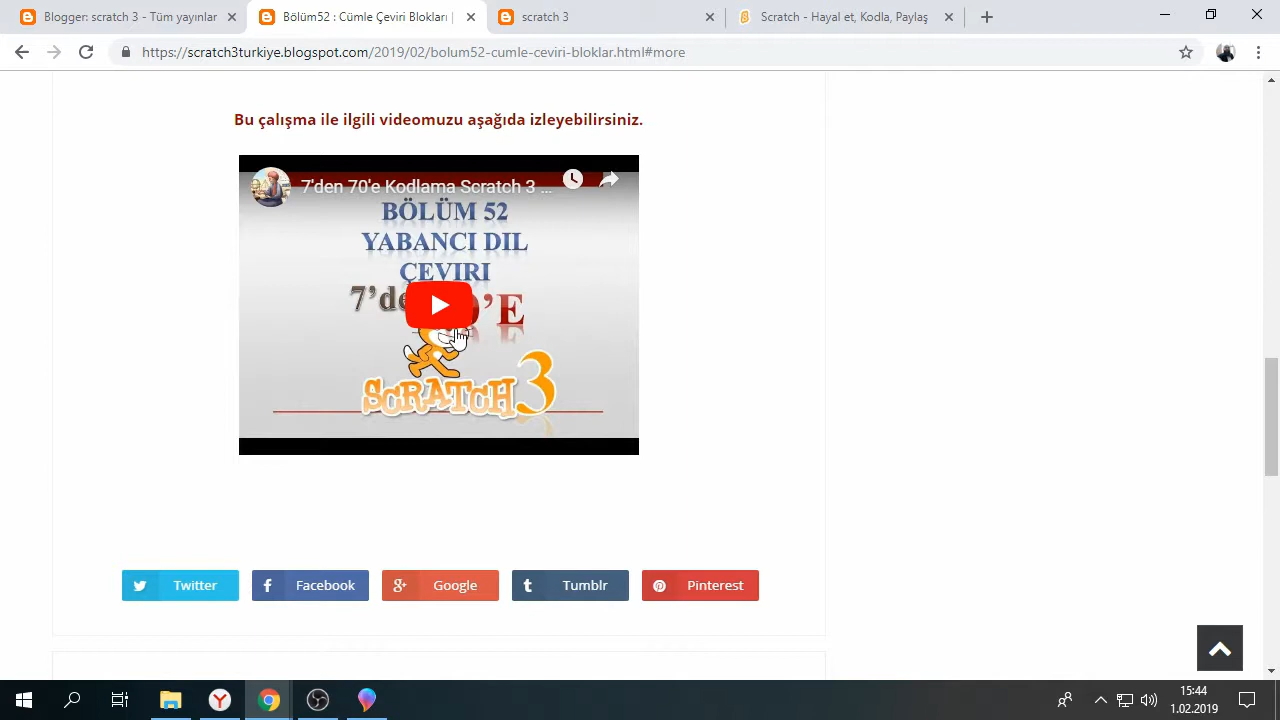 Blogger: scratch 3 - Tüm yayınlar
Bölüm52 : Cümle Çeviri Blokları |
scratch 3
Scratch - Hayal et, Kodla, Paylaş
https://scratch3turkiye.blogspot.com/2019/02/bolum52-cumle-ceviri-bloklar.html#more
Bu çalışma ile ilgili videomuzu aşağıda izleyebilirsiniz.
7'den 70'e Kodlama Scratch 3 ...
BÖLÜM 52
YABANCI DIL
ÇEVIRI
7'de 'E
SCRATCH 3
Twitter
Facebook
Google
Tumblr
Pinterest
15:44
1.02.2019